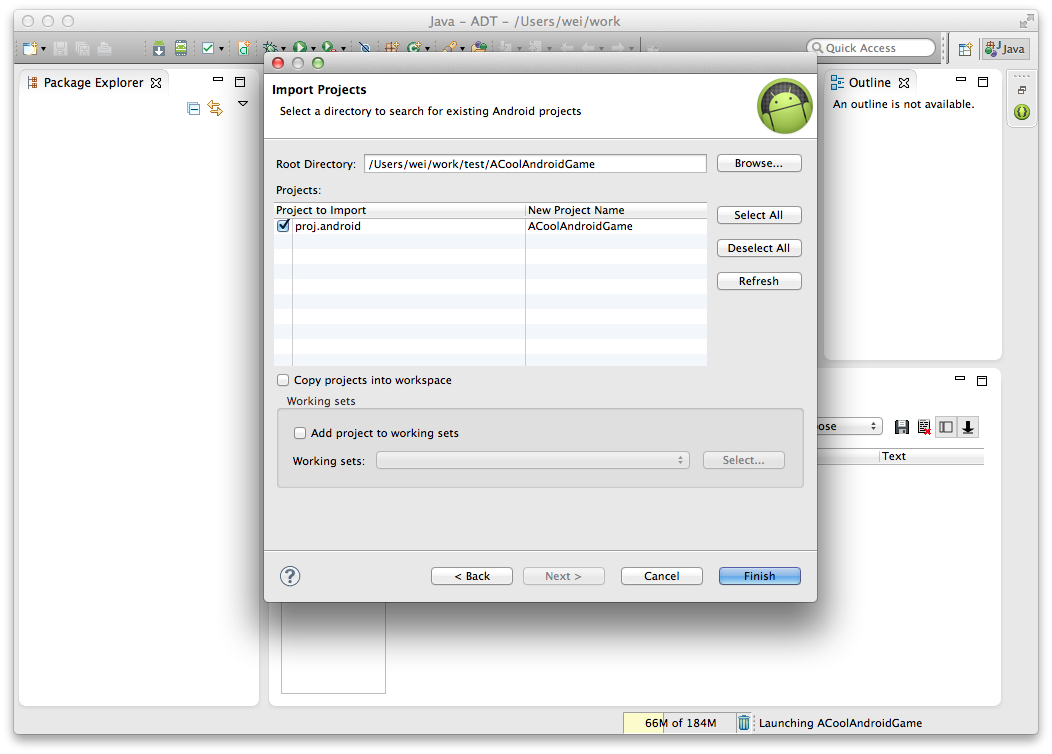 Java – ADT – /Users/wei/work
Quick Access
Java
Package Explorer
Import Projects
Select a directory to search for existing Android projects
Outline
An outline is not available.
Root Directory: /Users/wei/work/test/ACoolAndroidGame Browse...
Projects:
Project to Import New Project Name
proj.android ACoolAndroidGame
Select All
Deselect All
Refresh
Copy projects into workspace
Working sets
Add project to working sets
Working sets: Select...
ose
Text
? < Back Next > Cancel Finish
66M of 184M Launching ACoolAndroidGame